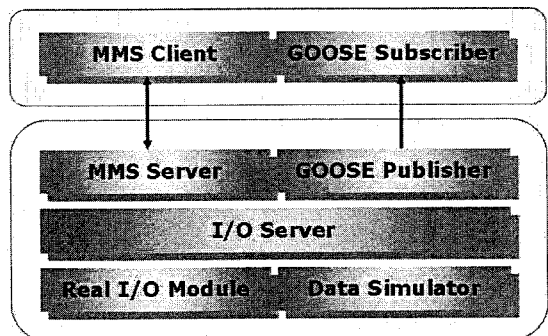 MMS Client GOOSE Subscriber
MMS Server GOOSE Publisher
I/O Server
Real I/O Module Data Simulator